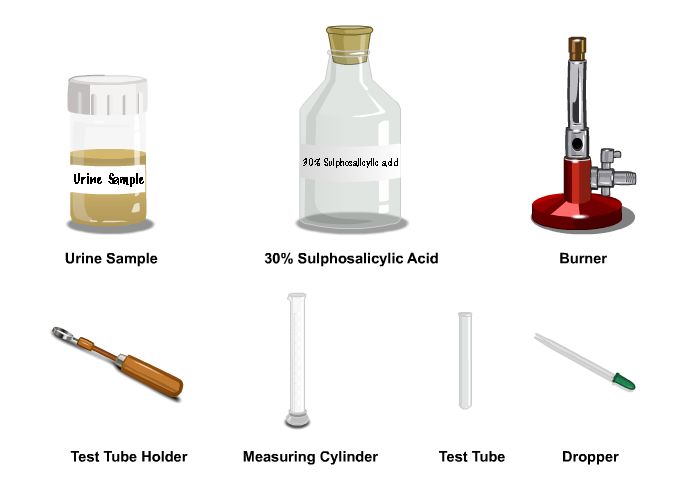 Urine Sample
30% Sulphosalicylic acid
Urine Sample
30% Sulphosalicylic Acid
Burner
Test Tube Holder
Measuring Cylinder
Test Tube
Dropper